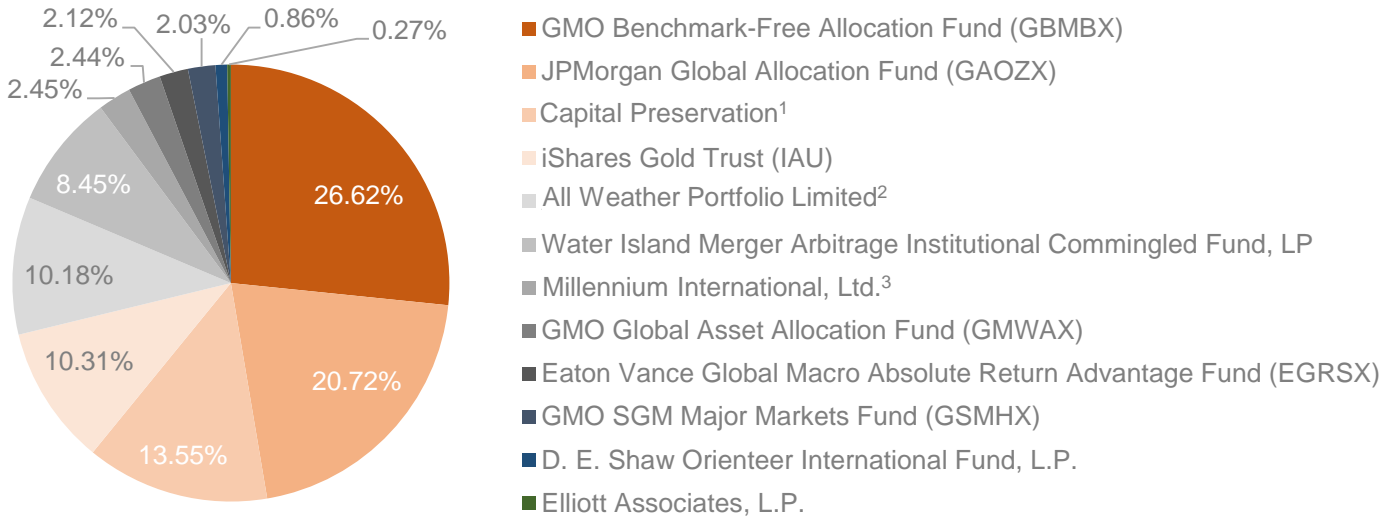 2.12%
2.03%
0.86%
0.27%
2.44%
2.45%
8.45%
26.62%
10.18%
10.31%
20.72%
13.55%
GMO Benchmark-Free Allocation Fund (GBMBX)
JPMorgan Global Allocation Fund (GAOZX)
Capital Preservation¹
iShares Gold Trust (IAU)
All Weather Portfolio Limited²
Water Island Merger Arbitrage Institutional Commingled Fund, LP
Millennium International, Ltd.³
GMO Global Asset Allocation Fund (GMWAX)
Eaton Vance Global Macro Absolute Return Advantage Fund (EGRSX)
GMO SGM Major Markets Fund (GSMHX)
D. E. Shaw Orienteer International Fund, L.P.
Elliott Associates, L.P.